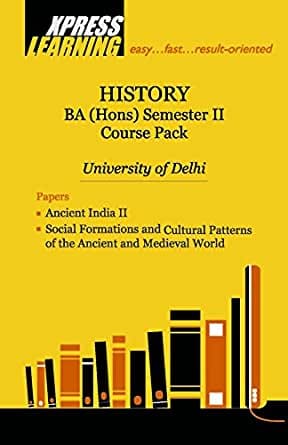 XPRESS
LEARNING
easy...fast...result-oriented
HISTORY
BA (Hons) Semester II
Course Pack
University of Delhi
Papers
Ancient India II
Social Formations and Cultural Patterns
of the Ancient and Medieval World